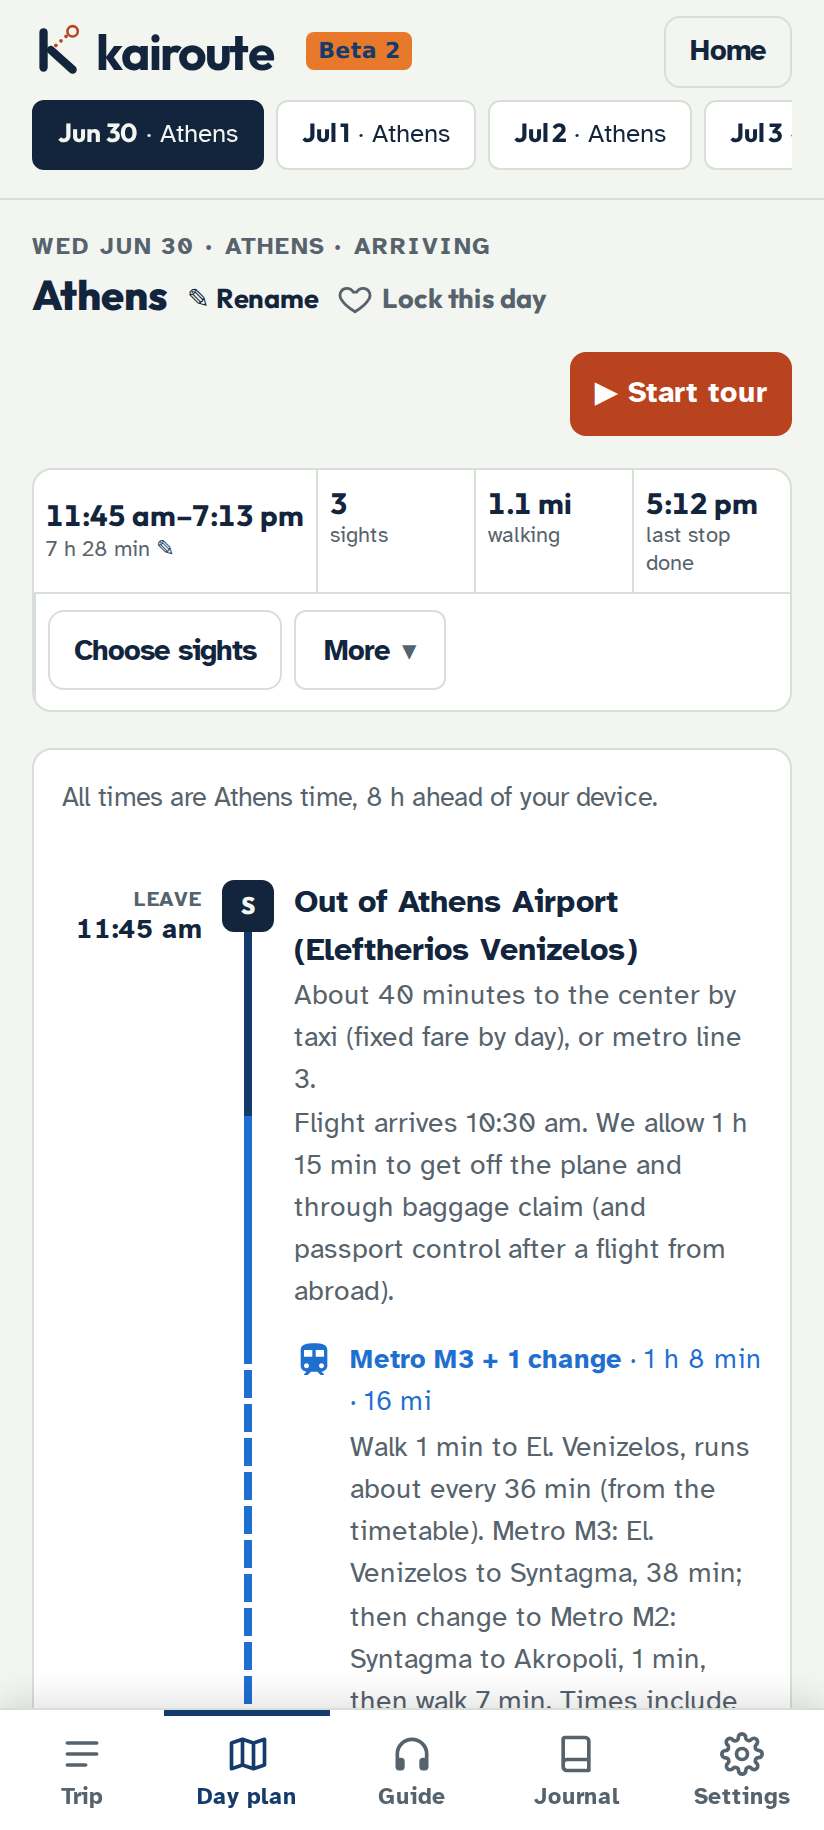 kairoute Beta 2 Home
Jun 30 · Athens Jul 1 · Athens Jul 2 · Athens Jul 3 ·
WED JUN 30 · ATHENS · ARRIVING
Athens ✎ Rename Lock this day
▶ Start tour
11:45 am–7:13 pm
7 h 28 min ✎
3
sights
1.1 mi
walking
5:12 pm
last stop
done
Choose sights More ▼
All times are Athens time, 8 h ahead of your device.
LEAVE
11:45 am
S
Out of Athens Airport
(Eleftherios Venizelos)
About 40 minutes to the center by
taxi (fixed fare by day), or metro line
3.
Flight arrives 10:30 am. We allow 1 h
15 min to get off the plane and
through baggage claim (and
passport control after a flight from
abroad).
Metro M3 + 1 change · 1 h 8 min
· 16 mi
Walk 1 min to El. Venizelos, runs
about every 36 min (from the
timetable). Metro M3: El.
Venizelos to Syntagma, 38 min;
then change to Metro M2:
Syntagma to Akropoli, 1 min,
then walk 7 min. Times include
Trip Day plan Guide Journal Settings